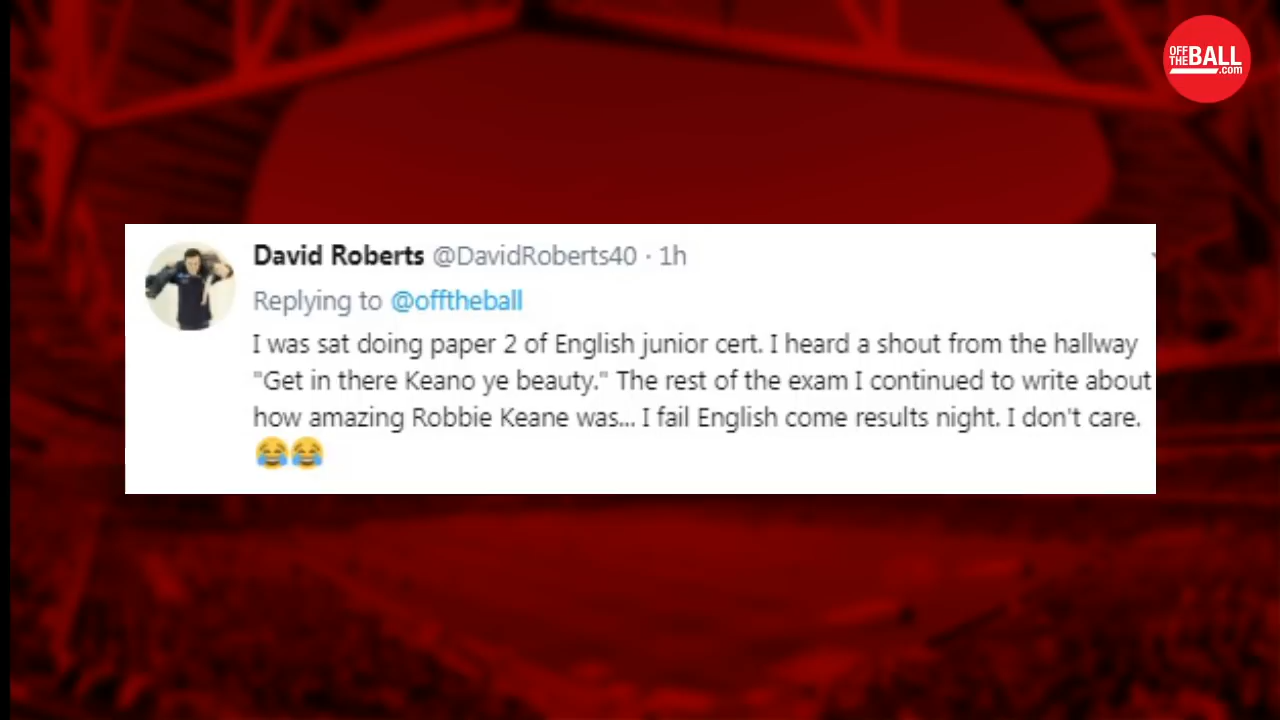 OFF
THE BALL
.com
David Roberts @DavidRoberts40 · 1h
Replying to @offtheball
I was sat doing paper 2 of English junior cert. I heard a shout from the hallway
"Get in there Keano ye beauty." The rest of the exam I continued to write about
how amazing Robbie Keane was... I fail English come results night. I don't care.
😂😂